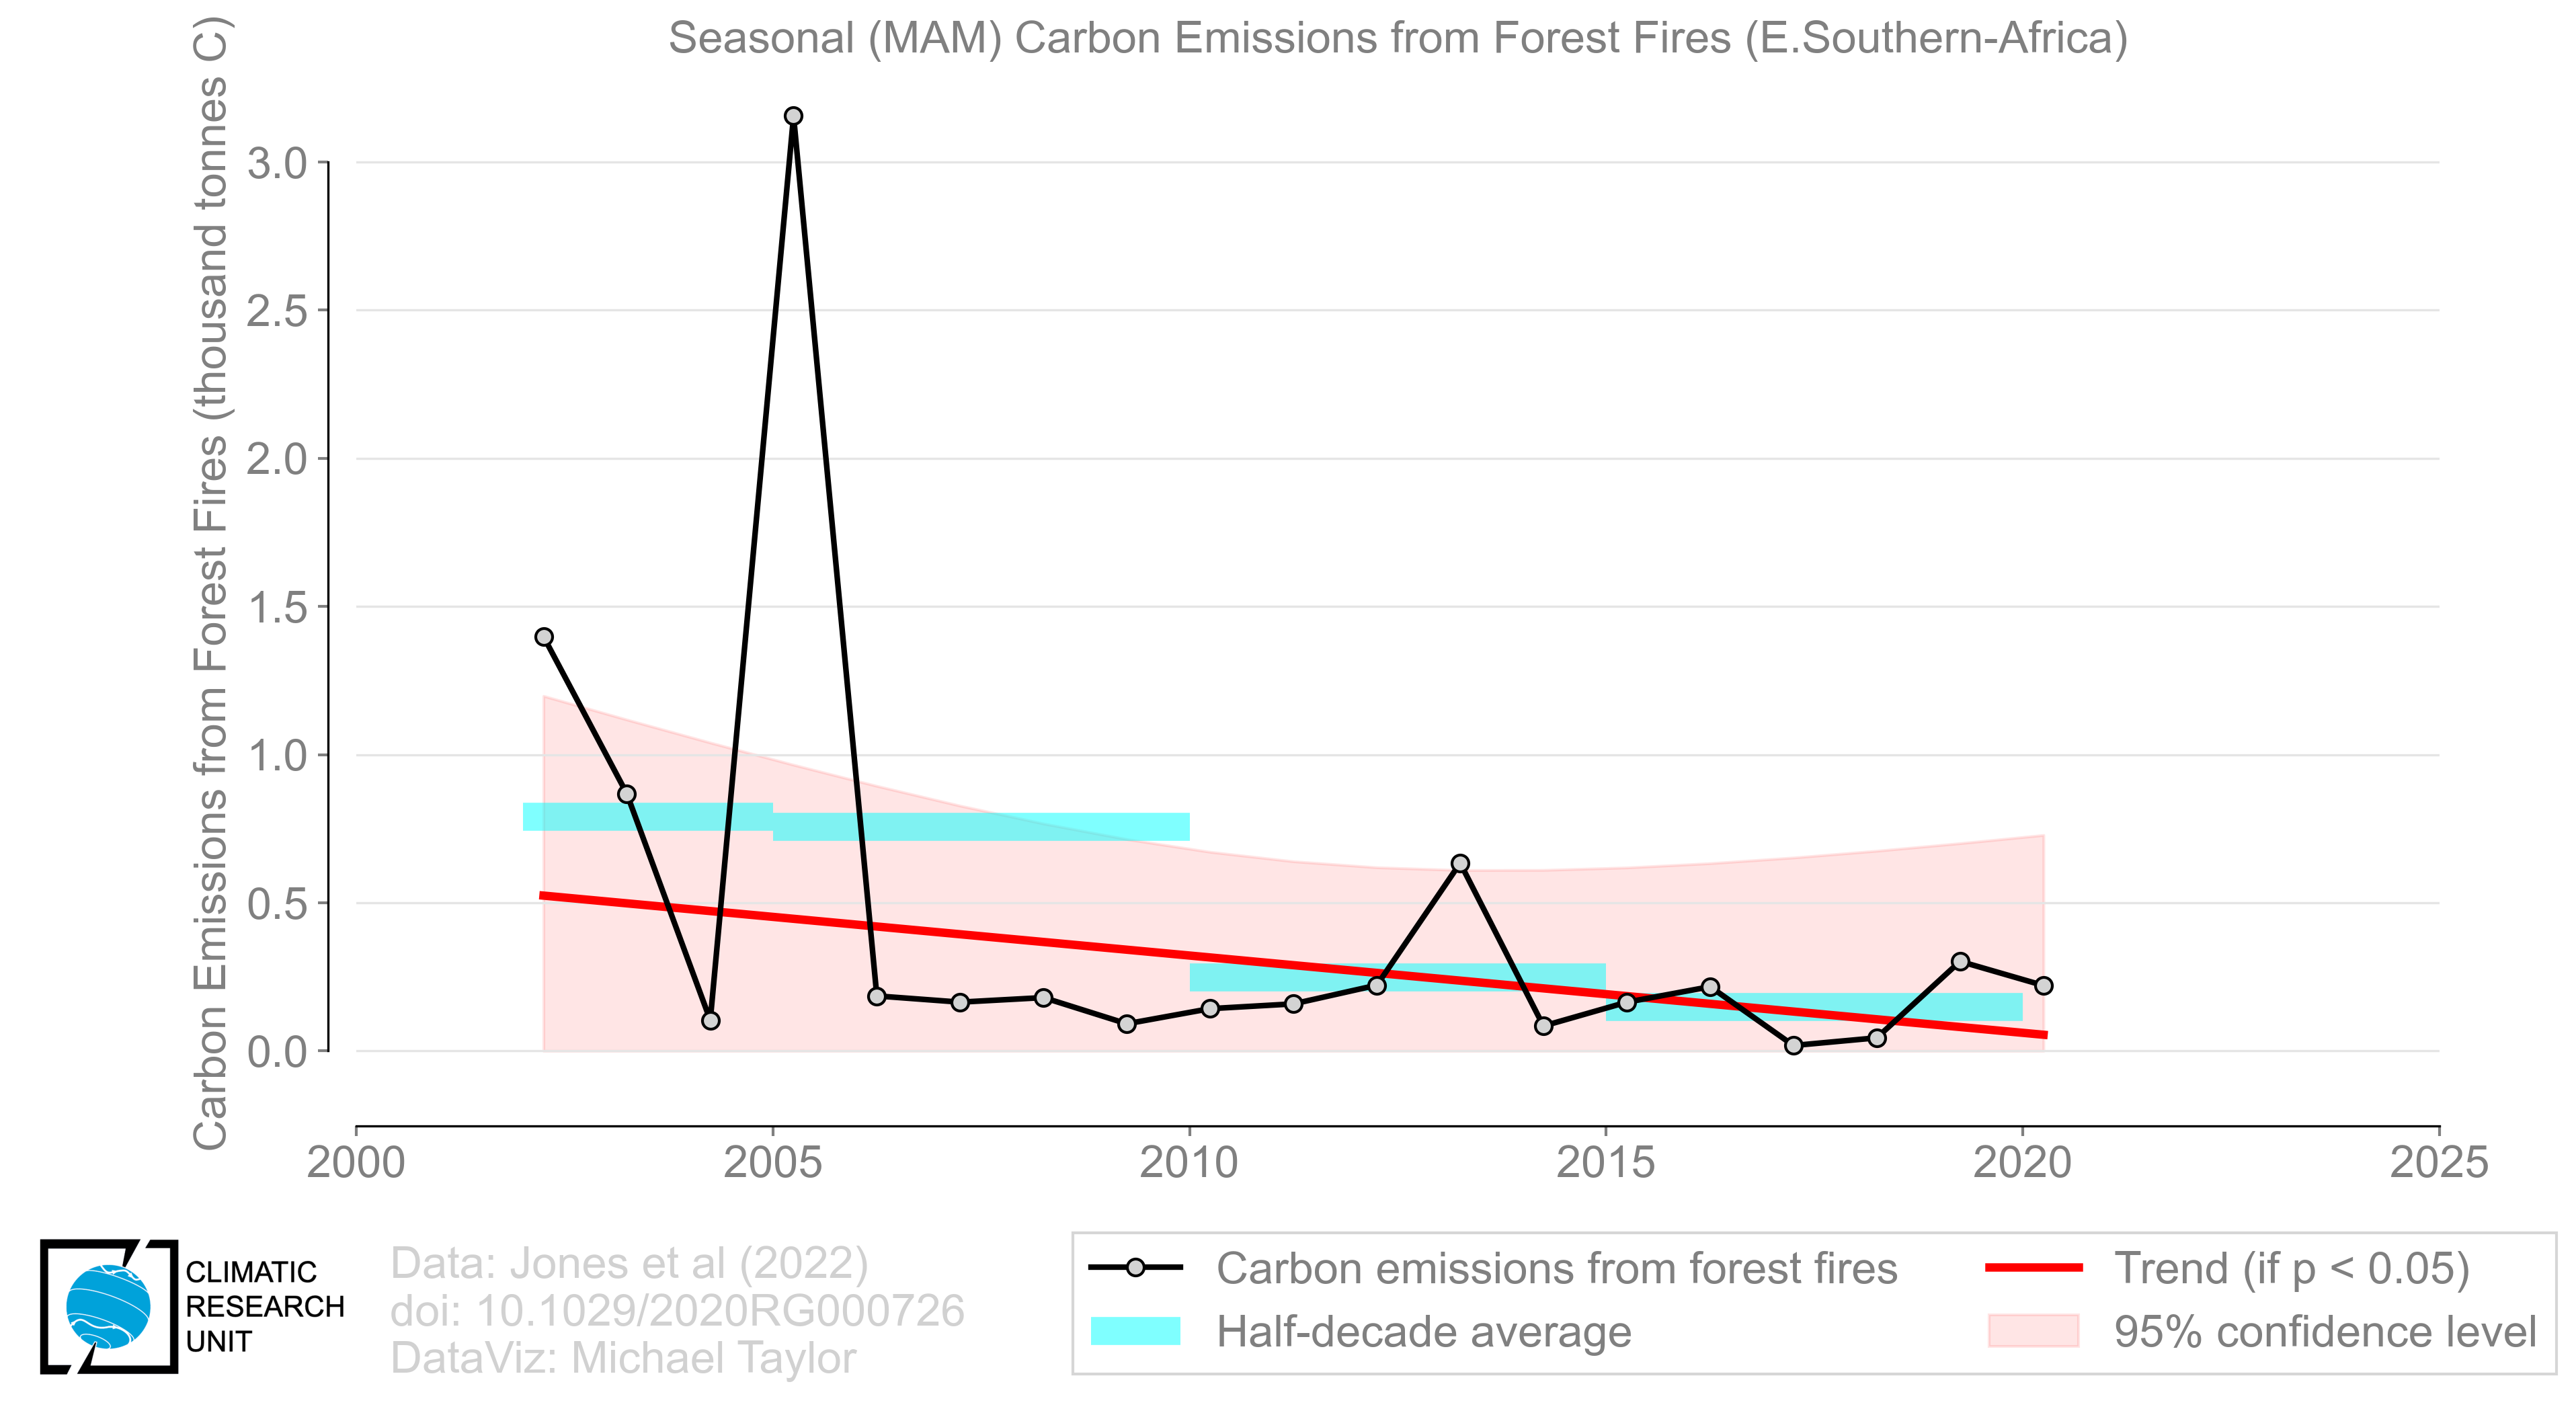 Seasonal (MAM) Carbon Emissions from Forest Fires (E.Southern-Africa)
Carbon Emissions from Forest Fires (thousand tonnes C)
3.0
2.5
2.0
1.5
1.0
0.5
0.0
2000
2005
2010
2015
2020
2025
CLIMATIC
RESEARCH
UNIT
Data: Jones et al (2022)
doi: 10.1029/2020RG000726
DataViz: Michael Taylor
Carbon emissions from forest fires
Half-decade average
Trend (if p < 0.05)
95% confidence level